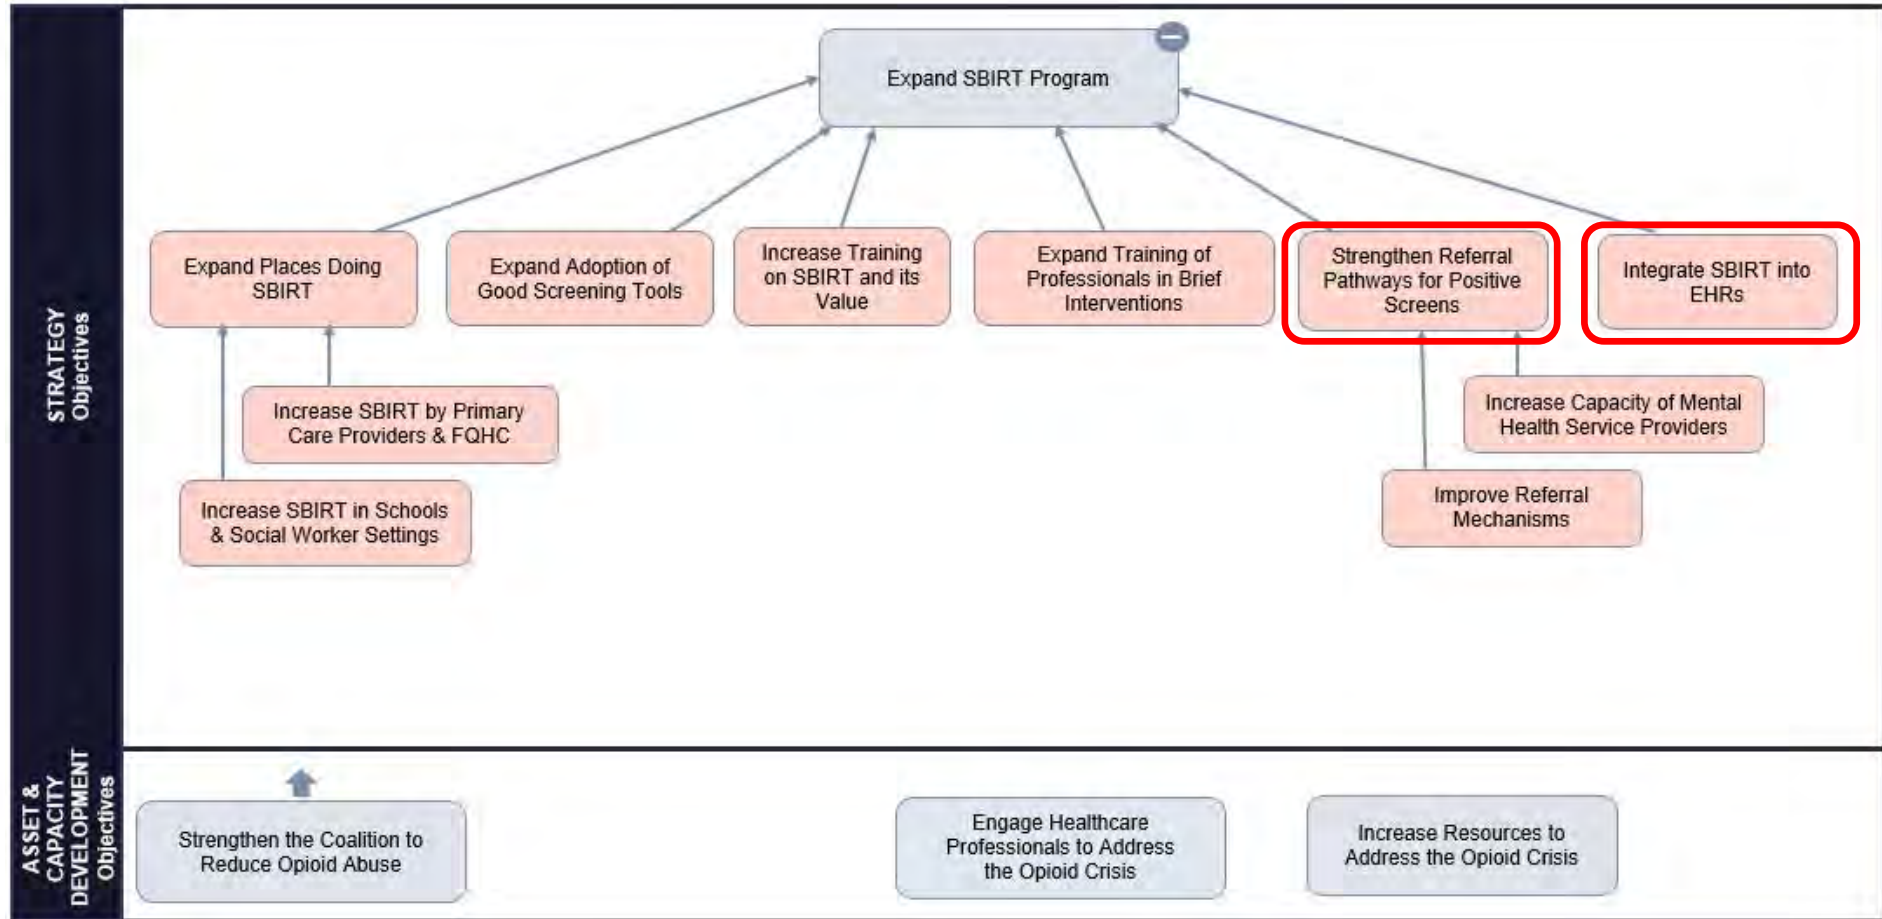 Expand SBIRT Program
STRATEGY
Objectives
Expand Places Doing
SBIRT
Expand Adoption of
Good Screening Tools
Increase Training
on SBIRT and its
Value
Expand Training of
Professionals in Brief
Interventions
Strengthen Referral
Pathways for Positive
Screens
Integrate SBIRT into
EHRs
Increase SBIRT by Primary
Care Providers & FQHC
Increase Capacity of Mental
Health Service Providers
Increase SBIRT in Schools
& Social Worker Settings
Improve Referral
Mechanisms
ASSET &
CAPACITY
DEVELOPMENT
Objectives
Strengthen the Coalition to
Reduce Opioid Abuse
Engage Healthcare
Professionals to Address
the Opioid Crisis
Increase Resources to
Address the Opioid Crisis